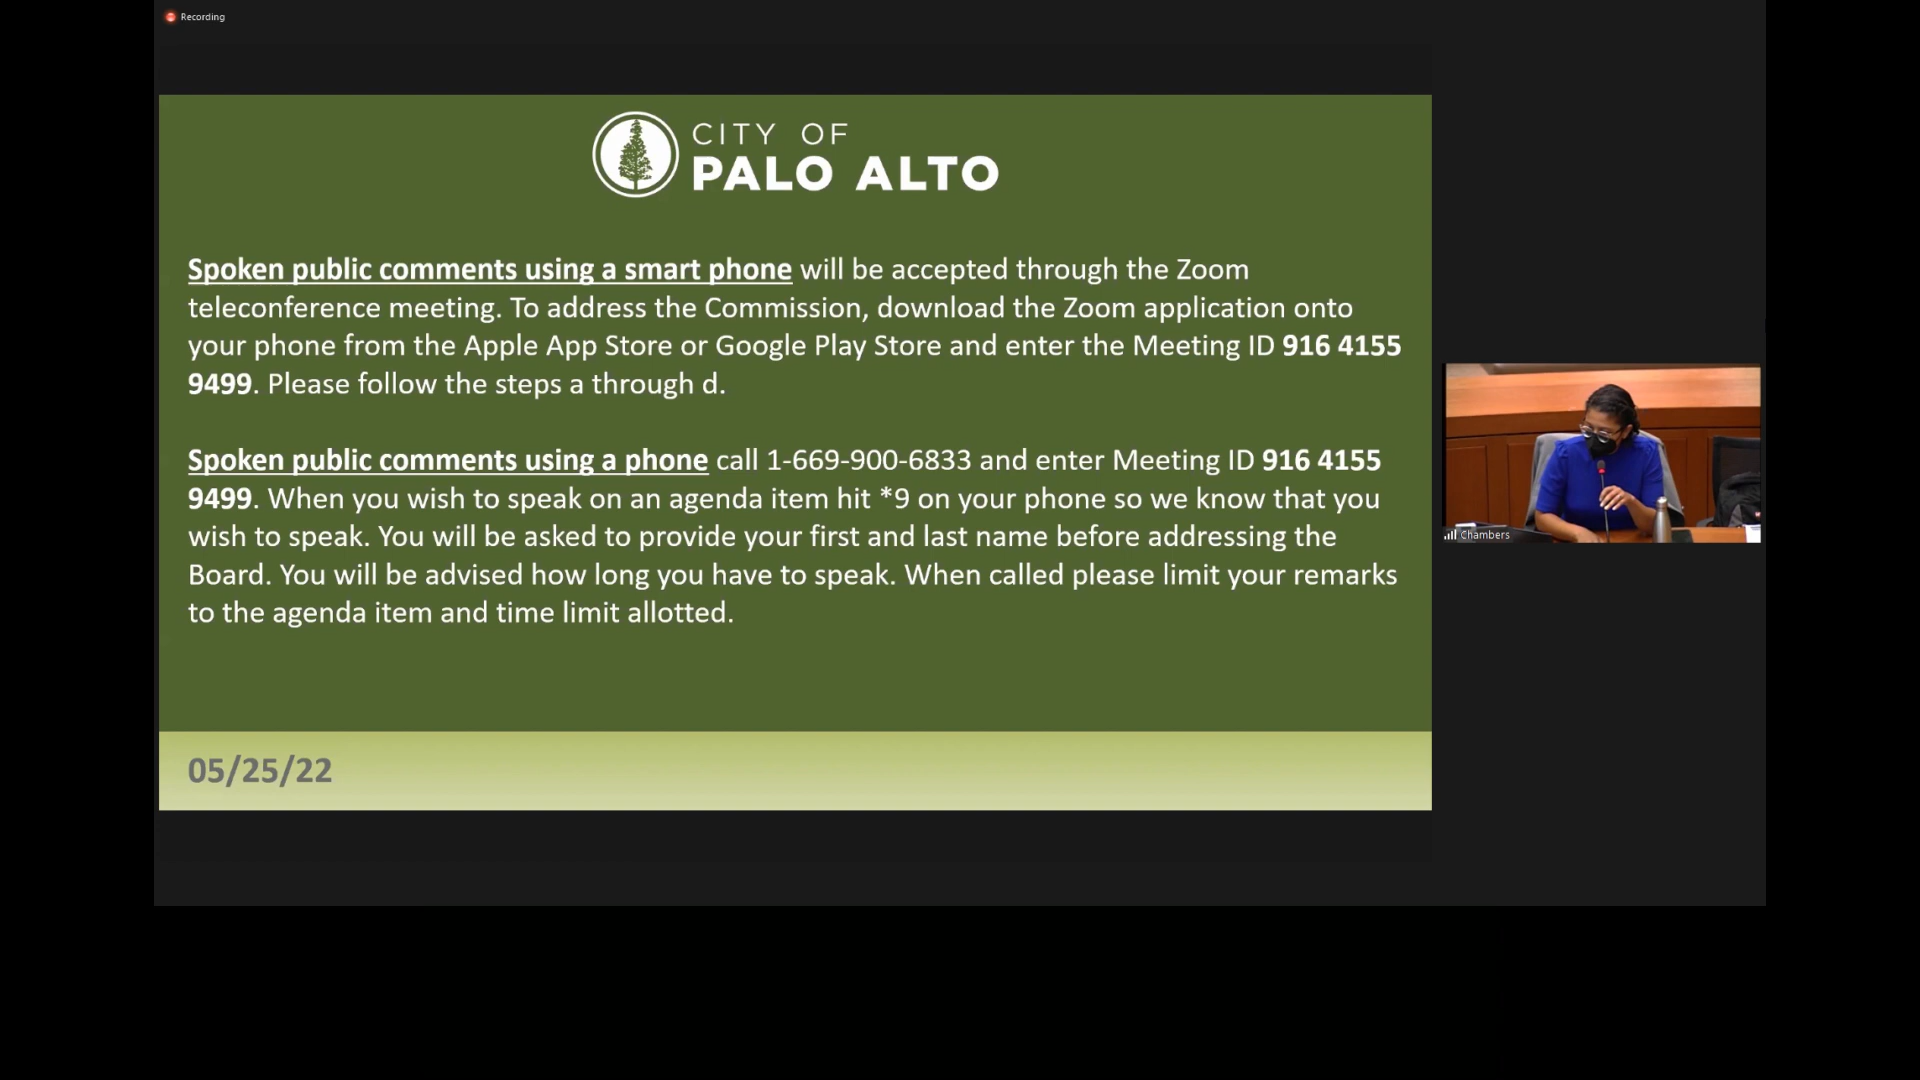 Recording
CITY OF
PALO ALTO
Spoken public comments using a smart phone will be accepted through the Zoom
teleconference meeting. To address the Commission, download the Zoom application onto
your phone from the Apple App Store or Google Play Store and enter the Meeting ID 916 4155
9499. Please follow the steps a through d.
Spoken public comments using a phone call 1-669-900-6833 and enter Meeting ID 916 4155
9499. When you wish to speak on an agenda item hit *9 on your phone so we know that you
wish to speak. You will be asked to provide your first and last name before addressing the
Board. You will be advised how long you have to speak. When called please limit your remarks
to the agenda item and time limit allotted.
Chambers
05/25/22